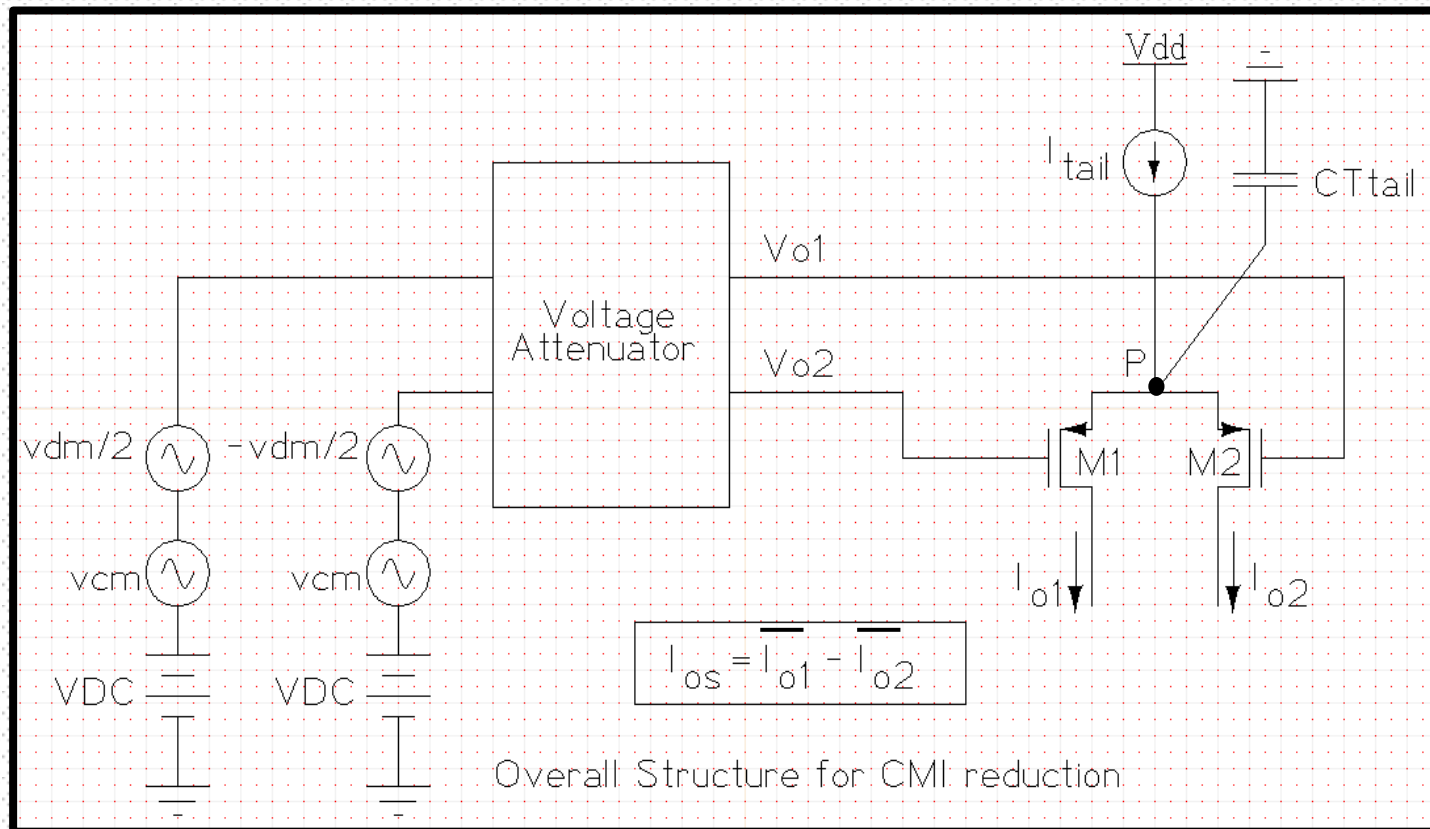 Vdd
-
I tail
CTtail
Vo1
Voltage
Attenuator
Vo2
P
vdm/2
-vdm/2
M1
M2
vcm
vcm
I o1
I o2
I os = I o1 - I o2
VDC
VDC
Overall Structure for CMI reduction